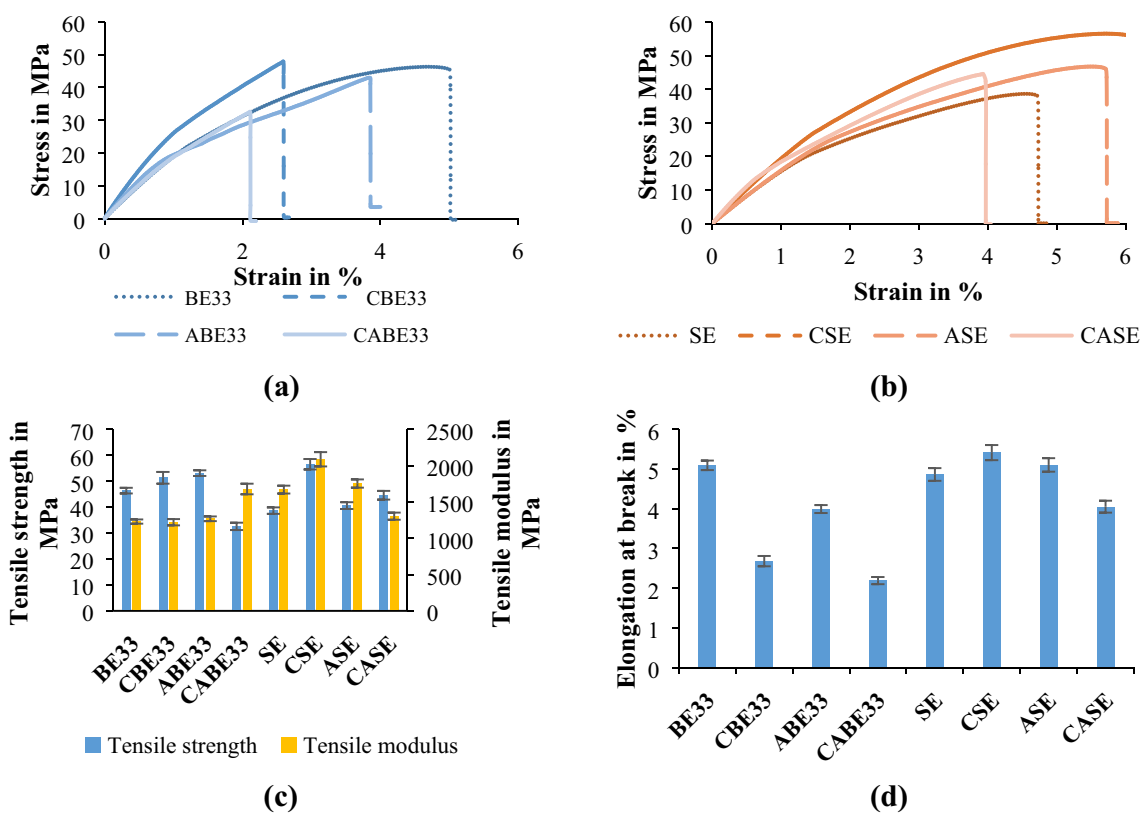 60
50
40
30
20
10
0
Stress in MPa
0 2 4 6
Strain in %
BE33 CBE33
ABE33 CABE33
(a)
60
50
40
30
20
10
0
Stress in MPa
0 1 2 3 4 5 6
Strain in %
SE CSE ASE CASE
(b)
70
60
50
40
30
20
10
0
Tensile strength in
MPa
2500
2000
1500
1000
500
0
Tensile modulus in
MPa
BE33
CBE33
ABE33
CABE33
SE
CSE
ASE
CASE
Tensile strength Tensile modulus
(c)
6
5
4
3
2
1
0
Elongation at break in %
BE33
CBE33
ABE33
CABE33
SE
CSE
ASE
CASE
(d)